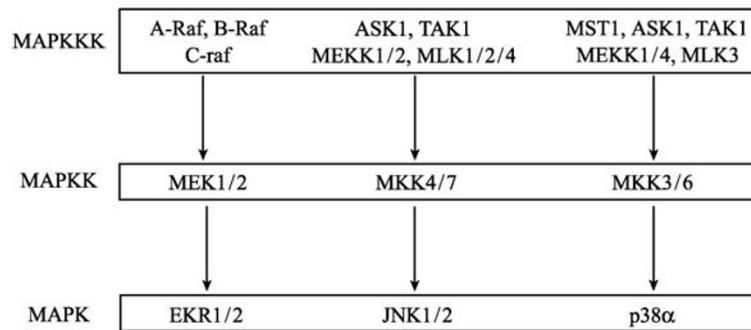 MAPKKK
A-Raf, B-Raf
C-raf
ASK1, TAK1
MEKK1/2, MLK1/2/4
MST1, ASK1, TAK1
MEKK1/4, MLK3
MAPKK
MEK1/2
MKK4/7
MKK3/6
MAPK
EKR1/2
JNK1/2
p38α